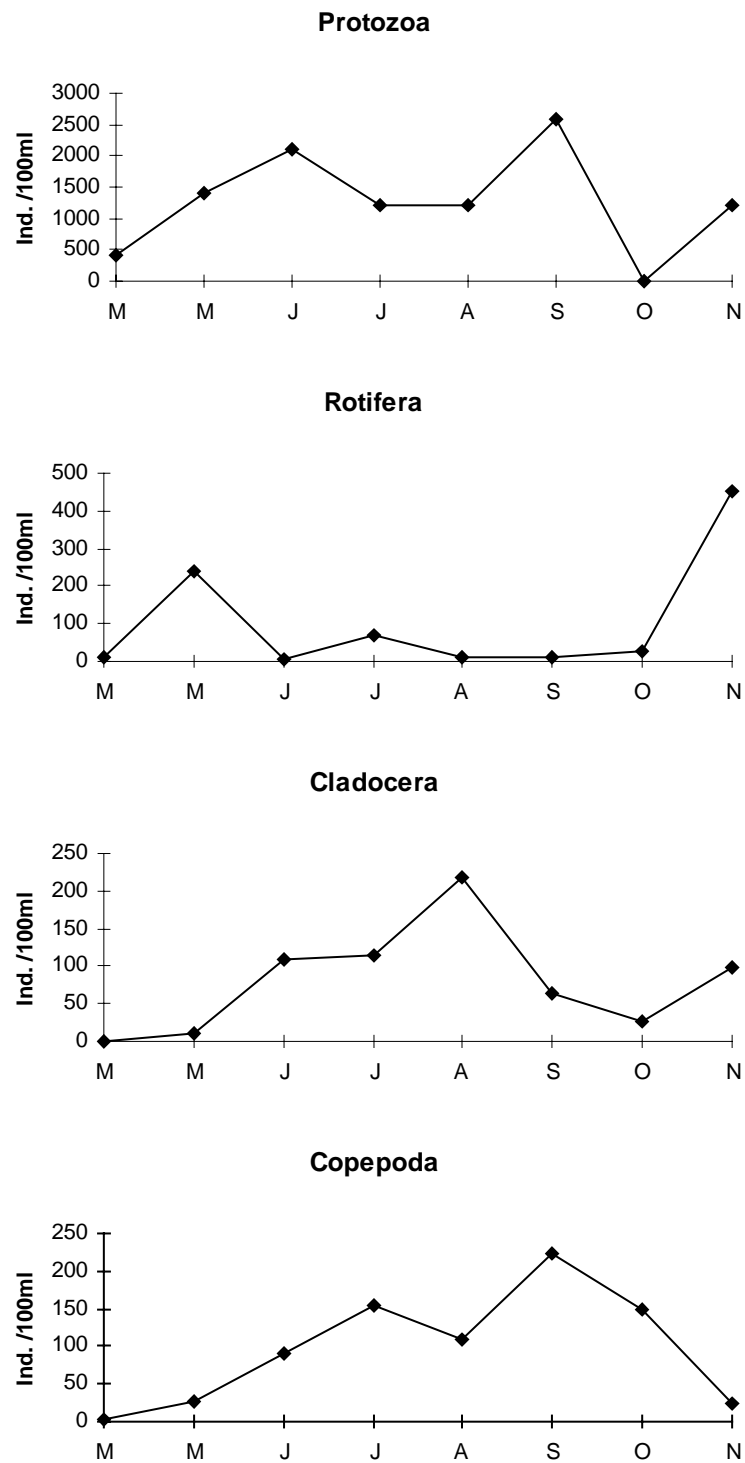 Protozoa
3000
2500
2000
1500
1000
500
0
Ind. /100ml
M M J J A S O N
Rotifera
500
400
300
200
100
0
Ind. /100ml
M M J J A S O N
Cladocera
250
200
150
100
50
0
Ind. /100ml
M M J J A S O N
Copepoda
250
200
150
100
50
0
Ind. /100ml
M M J J A S O N